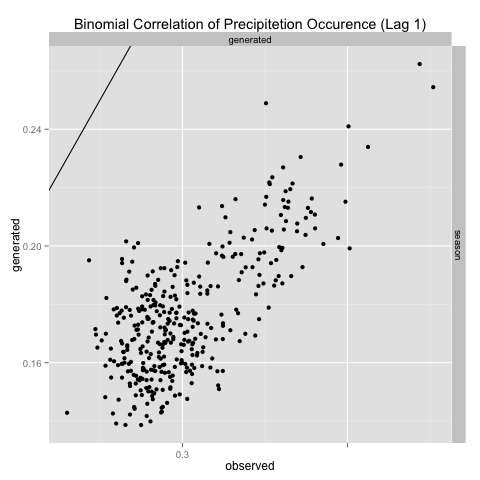 Binomial Correlation of Precipitetion Occurence (Lag 1)
generated
0.24
0.20
0.16
generated
season
0.3
observed